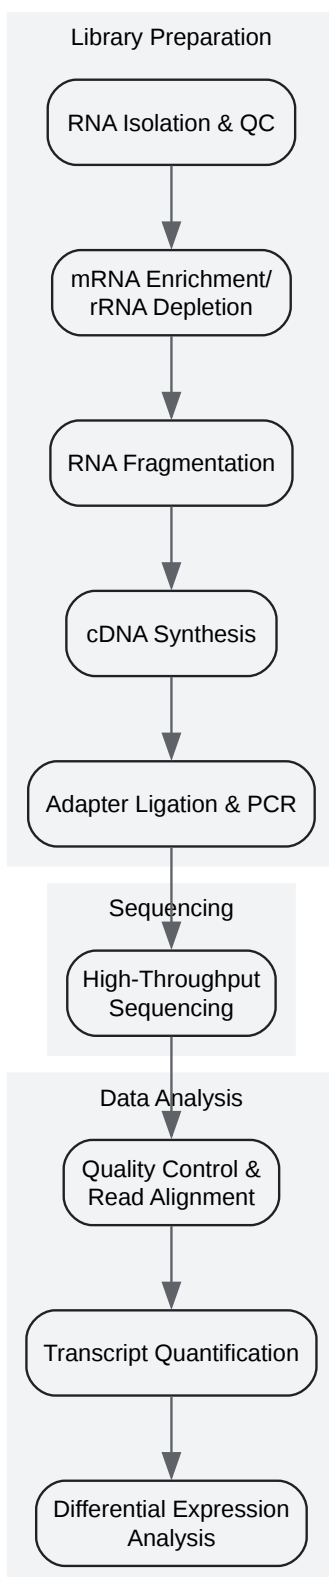 Library Preparation
RNA Isolation & QC
mRNA Enrichment/
rRNA Depletion
RNA Fragmentation
cDNA Synthesis
Adapter Ligation & PCR
Sequencing
High-Throughput
Sequencing
Data Analysis
Quality Control &
Read Alignment
Transcript Quantification
Differential Expression
Analysis